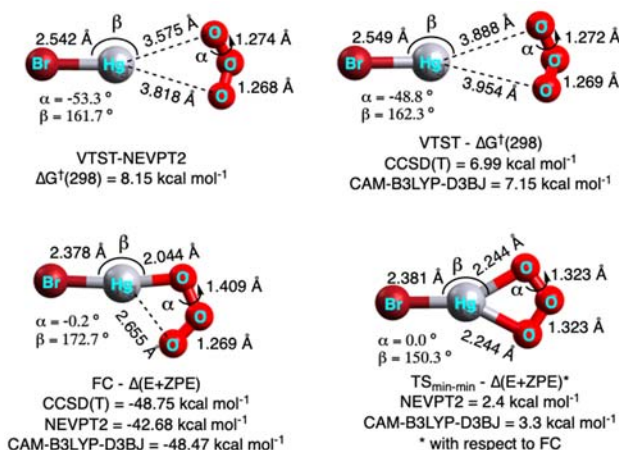 β
2.542 Å
3.575 Å
O
1.274 Å
Br
Hg
α
O
3.818 Å
O
1.268 Å
α = -53.3 º
β = 161.7 º
VTST-NEVPT2
ΔG†(298) = 8.15 kcal mol-1
β
2.549 Å
3.888 Å
O
1.272 Å
Br
Hg
α
O
3.954 Å
O
1.269 Å
α = -48.8 º
β = 162.3 º
VTST - ΔG†(298)
CCSD(T) = 6.99 kcal mol-1
CAM-B3LYP-D3BJ = 7.15 kcal mol-1
2.378 Å
β
2.044 Å
Br
Hg
O
1.409 Å
α
O
2.655 Å
O
1.269 Å
α = -0.2 º
β = 172.7 º
FC - Δ(E+ZPE)
CCSD(T) = -48.75 kcal mol-1
NEVPT2 = -42.68 kcal mol-1
CAM-B3LYP-D3BJ = -48.47 kcal mol-1
2.381 Å
β
2.244 Å
O
1.323 Å
Br
Hg
α
O
2.244 Å
O
1.323 Å
α = 0.0 º
β = 150.3 º
TSmin-min - Δ(E+ZPE)*
NEVPT2 = 2.4 kcal mol-1
CAM-B3LYP-D3BJ = 3.3 kcal mol-1
* with respect to FC